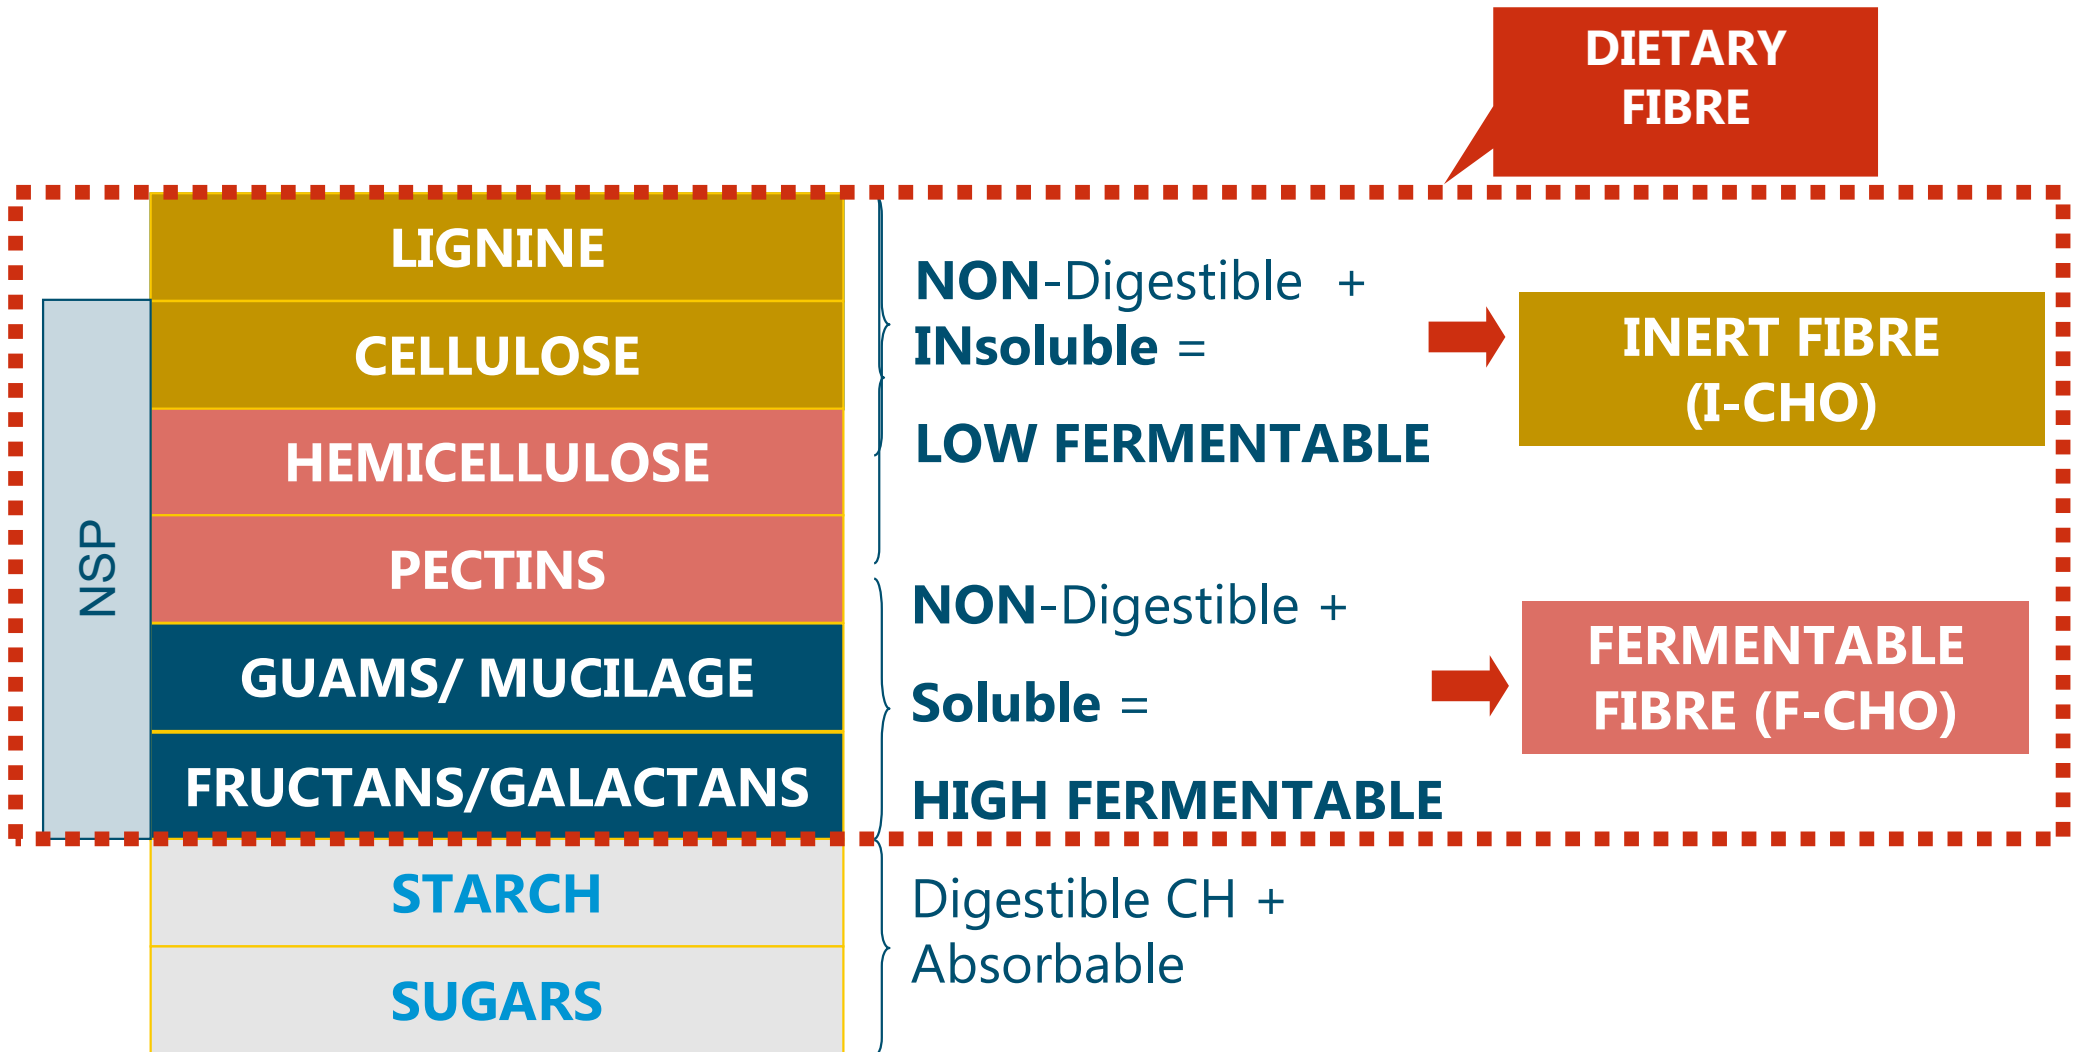 DIETARY
FIBRE
LIGNINE
CELLULOSE
HEMICELLULOSE
PECTINS
GUAMS/ MUCILAGE
FRUCTANS/GALACTANS
STARCH
SUGARS
NSP
NON-Digestible +
INsoluble =
LOW FERMENTABLE
NON-Digestible +
Soluble =
HIGH FERMENTABLE
Digestible CH +
Absorbable
INERT FIBRE
(I-CHO)
FERMENTABLE
FIBRE (F-CHO)